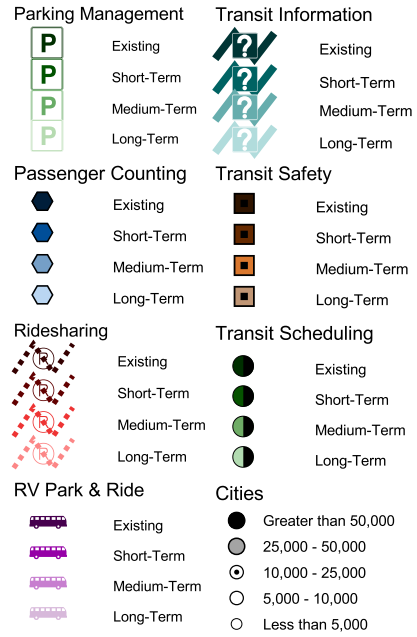 Parking Management
P Existing
P Short-Term
P Medium-Term
P Long-Term
Transit Information
? Existing
? Short-Term
? Medium-Term
? Long-Term
Passenger Counting
Existing
Short-Term
Medium-Term
Long-Term
Transit Safety
Existing
Short-Term
Medium-Term
Long-Term
Ridesharing
Existing
Short-Term
Medium-Term
Long-Term
Transit Scheduling
Existing
Short-Term
Medium-Term
Long-Term
RV Park & Ride
Existing
Short-Term
Medium-Term
Long-Term
Cities
Greater than 50,000
25,000 - 50,000
10,000 - 25,000
5,000 - 10,000
Less than 5,000